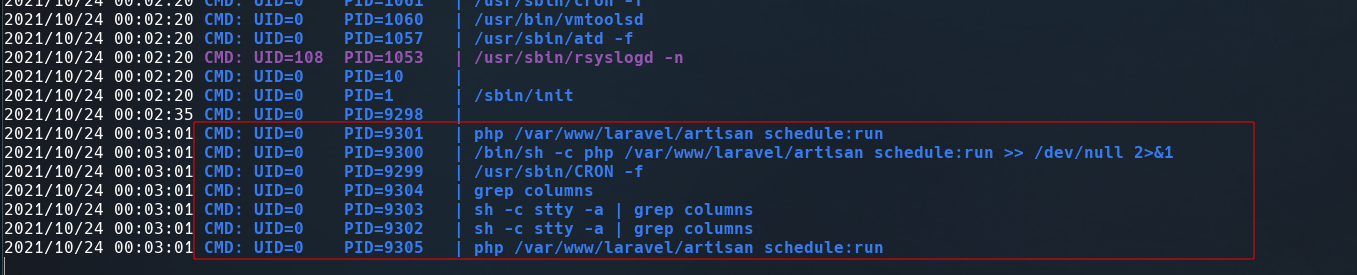 2021/10/24 00:02:20 CMD: UID=0    PID=1061   | /usr/sbin/cron -f
2021/10/24 00:02:20 CMD: UID=0    PID=1060   | /usr/bin/vmtoolsd
2021/10/24 00:02:20 CMD: UID=0    PID=1057   | /usr/sbin/atd -f
2021/10/24 00:02:20 CMD: UID=108  PID=1053   | /usr/sbin/rsyslogd -n
2021/10/24 00:02:20 CMD: UID=0    PID=10     |
2021/10/24 00:02:20 CMD: UID=0    PID=1      | /sbin/init
2021/10/24 00:02:35 CMD: UID=0    PID=9298   |
2021/10/24 00:03:01 CMD: UID=0    PID=9301   | php /var/www/laravel/artisan schedule:run
2021/10/24 00:03:01 CMD: UID=0    PID=9300   | /bin/sh -c php /var/www/laravel/artisan schedule:run >> /dev/null 2>&1
2021/10/24 00:03:01 CMD: UID=0    PID=9299   | /usr/sbin/CRON -f
2021/10/24 00:03:01 CMD: UID=0    PID=9304   | grep columns
2021/10/24 00:03:01 CMD: UID=0    PID=9303   | sh -c stty -a | grep columns
2021/10/24 00:03:01 CMD: UID=0    PID=9302   | sh -c stty -a | grep columns
2021/10/24 00:03:01 CMD: UID=0    PID=9305   | php /var/www/laravel/artisan schedule:run